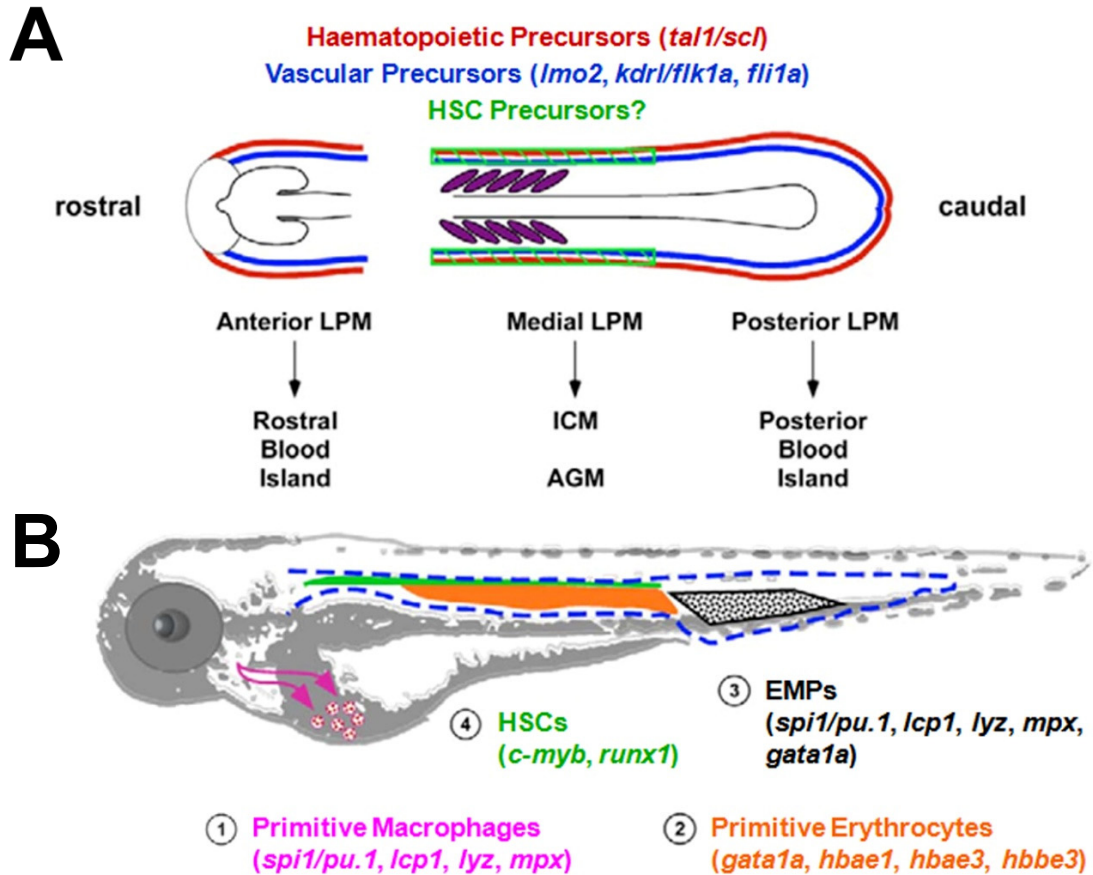 A
Haematopoietic Precursors (tal1/scl)
Vascular Precursors (lmo2, kdrl/flk1a, fli1a)
HSC Precursors?
rostral
caudal
Anterior LPM
Medial LPM
Posterior LPM
Rostral
Blood
Island
ICM
AGM
Posterior
Blood
Island
B
3 EMPs
(spi1/pu.1, lcp1, lyz, mpx,
gata1a)
4 HSCs
(c-myb, runx1)
1 Primitive Macrophages
(spi1/pu.1, lcp1, lyz, mpx)
2 Primitive Erythrocytes
(gata1a, hbae1, hbae3, hbbe3)